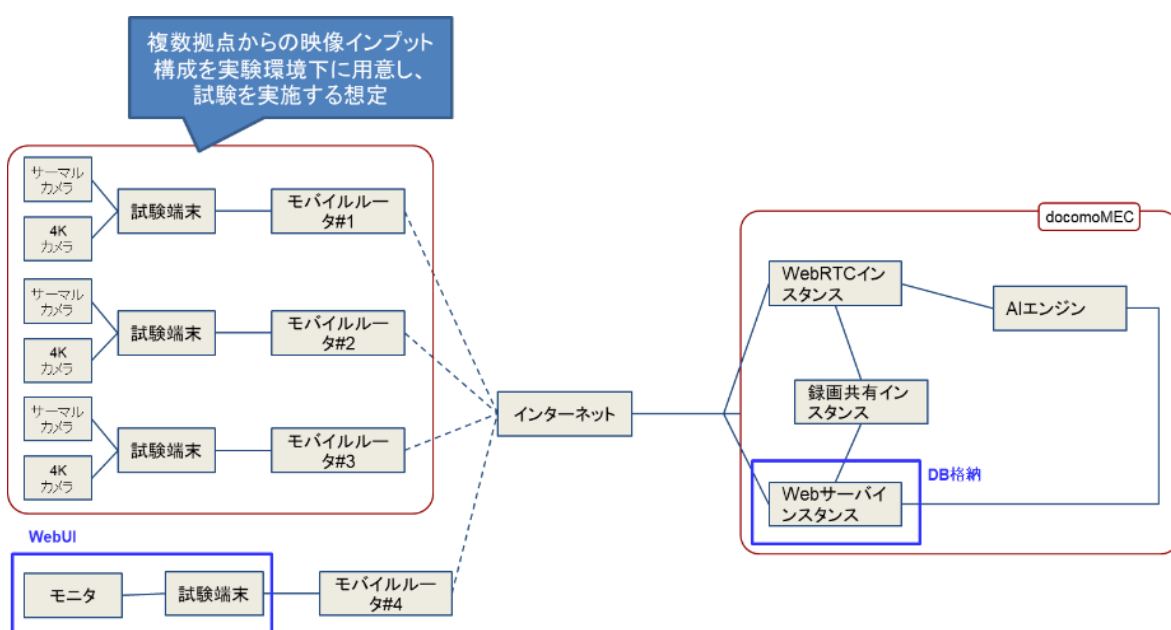 複数拠点からの映像インプット
構成を実験環境下に用意し、
試験を実施する想定
サーマル
カメラ
4K
カメラ
試験端末
モバイルルー
タ#1
サーマル
カメラ
4K
カメラ
試験端末
モバイルルー
タ#2
サーマル
カメラ
4K
カメラ
試験端末
モバイルルー
タ#3
WebUI
モニタ
試験端末
モバイルルー
タ#4
インターネット
docomoMEC
WebRTCイン
スタンス
AIエンジン
録画共有イン
スタンス
DB格納
Webサーバイ
ンスタンス